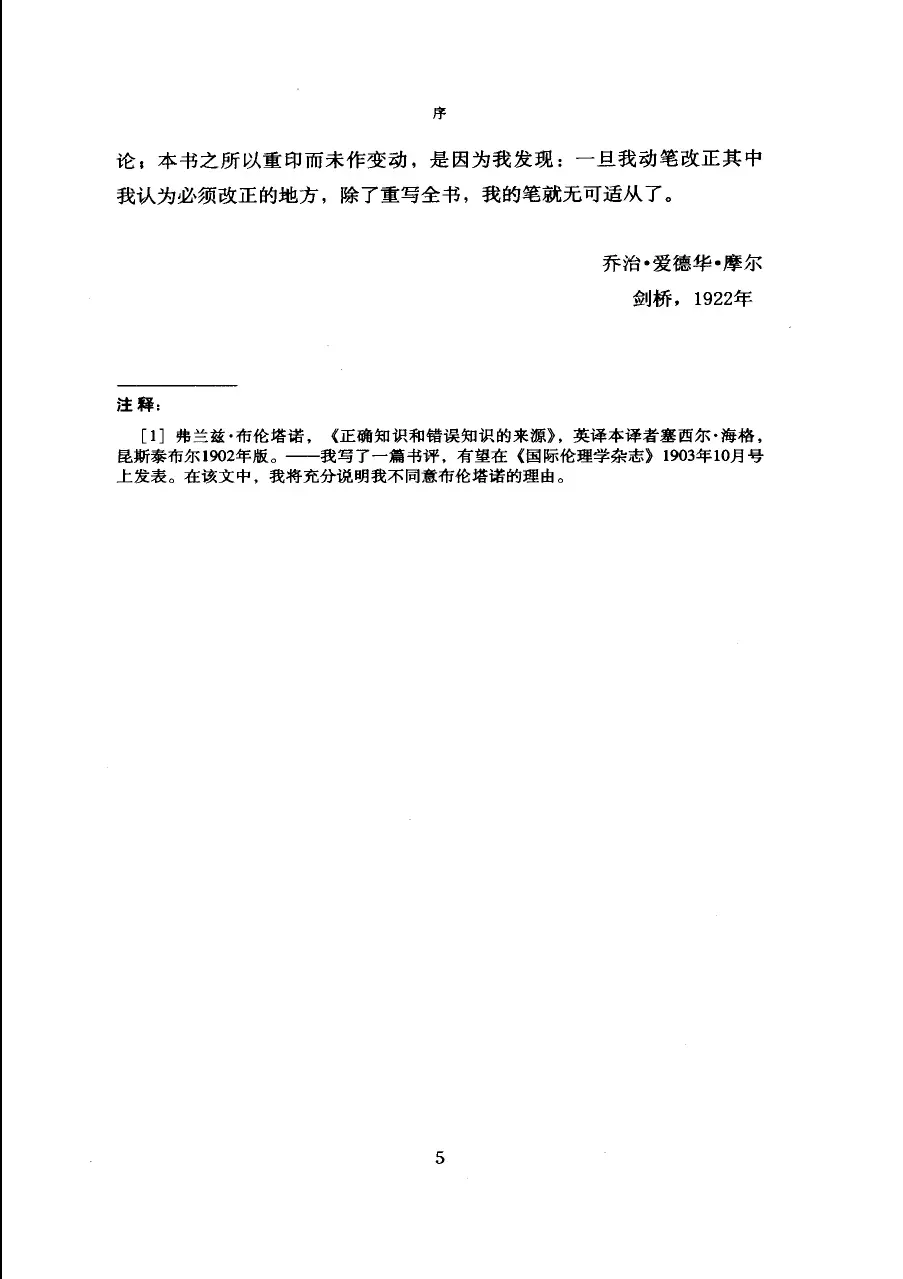 序
论；本书之所以重印而未作变动，是因为我发现：一旦我动笔改正其中
我认为必须改正的地方，除了重写全书，我的笔就无可适从了。
乔治·爱德华·摩尔
剑桥，1922年
注释：
［1］弗兰兹·布伦塔诺，《正确知识和错误知识的来源》，英译本译者塞西尔·海格，
昆斯泰布尔1902年版。——我写了一篇书评，有望在《国际伦理学杂志》1903年10月号
上发表。在该文中，我将充分说明我不同意布伦塔诺的理由。
5